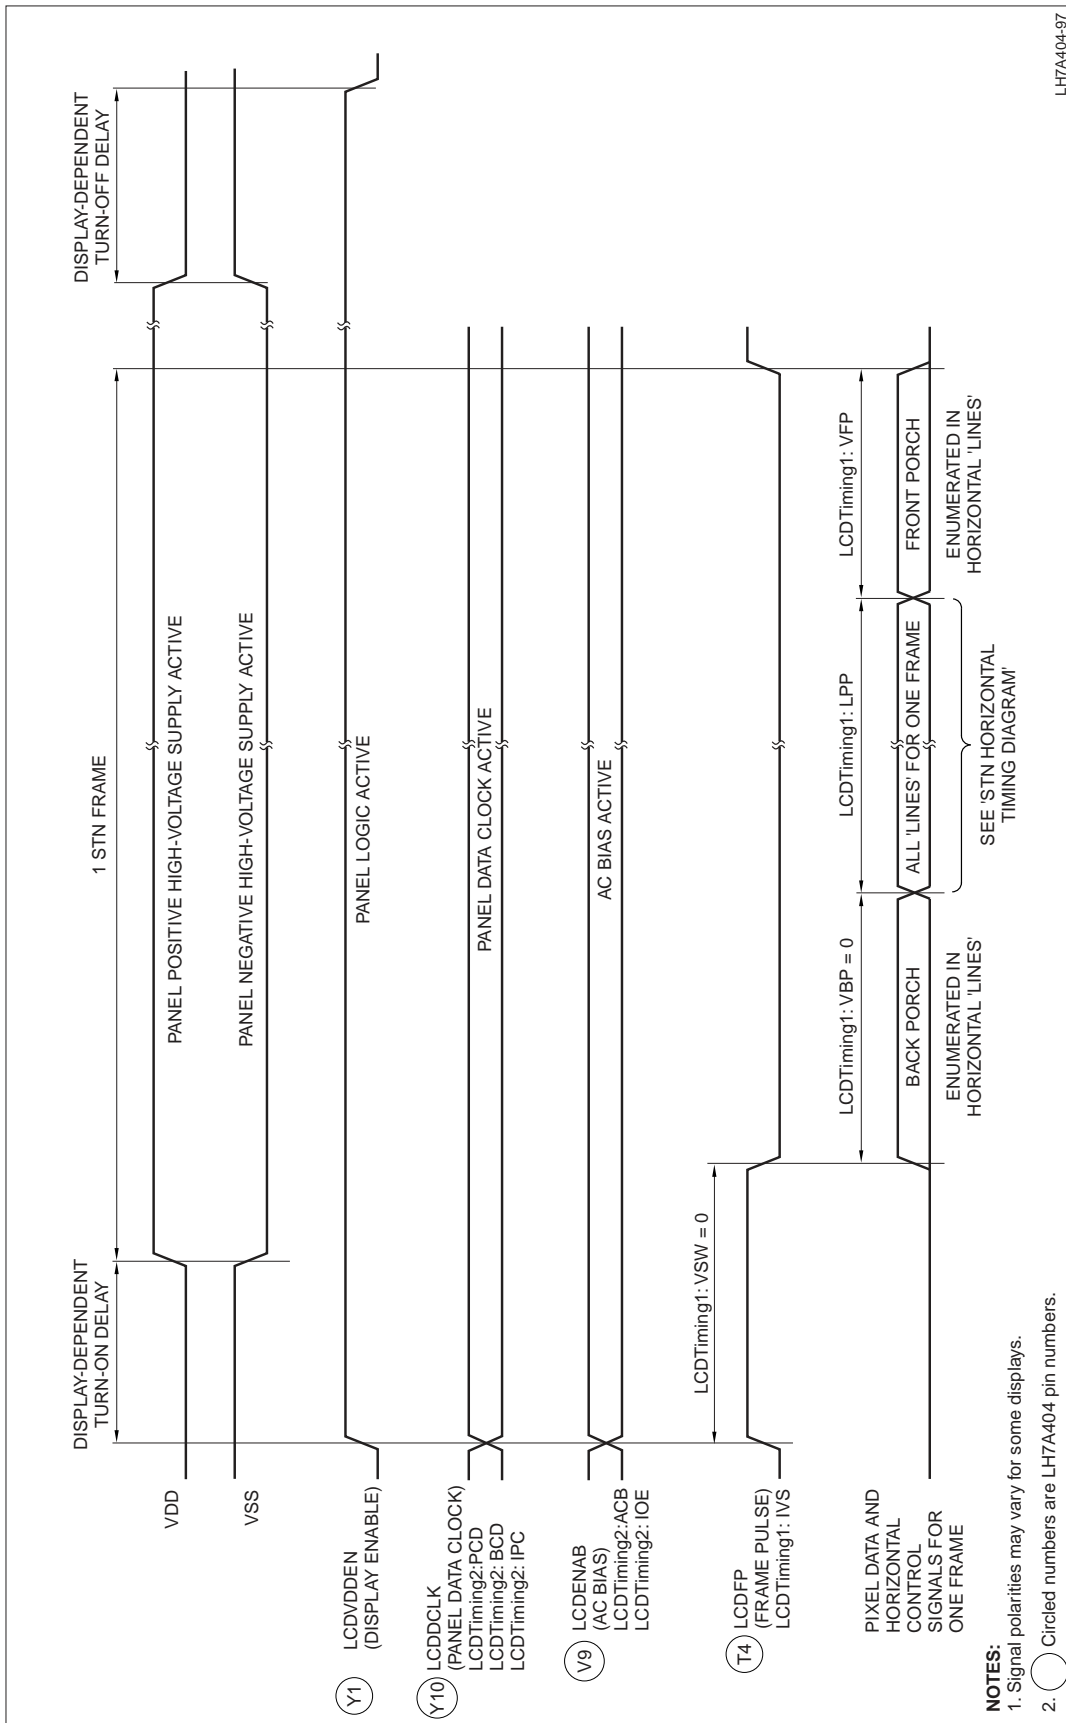 DISPLAY-DEPENDENT
TURN-ON DELAY
1 STN FRAME
DISPLAY-DEPENDENT
TURN-OFF DELAY
VDD
PANEL POSITIVE HIGH-VOLTAGE SUPPLY ACTIVE
VSS
PANEL NEGATIVE HIGH-VOLTAGE SUPPLY ACTIVE
Y1
LCDVDDEN
(DISPLAY ENABLE)
PANEL LOGIC ACTIVE
Y10
LCDDCLK
(PANEL DATA CLOCK)
LCDTiming2:PCD
LCDTiming2: BCD
LCDTiming2: IPC
PANEL DATA CLOCK ACTIVE
V9
LCDENAB
(AC BIAS)
LCDTiming2:ACB
LCDTiming2: IOE
AC BIAS ACTIVE
LCDTiming1: VSW = 0
T4
LCDFP
(FRAME PULSE)
LCDTiming1: IVS
LCDTiming1: VBP = 0
LCDTiming1: LPP
LCDTiming1: VFP
PIXEL DATA AND
HORIZONTAL
CONTROL
SIGNALS FOR
ONE FRAME
BACK PORCH
ALL 'LINES' FOR ONE FRAME
FRONT PORCH
ENUMERATED IN
HORIZONTAL 'LINES'
SEE 'STN HORIZONTAL
TIMING DIAGRAM'
ENUMERATED IN
HORIZONTAL 'LINES'
NOTES:
1. Signal polarities may vary for some displays.
2. Circled numbers are LH7A404 pin numbers.
LH7A404-97